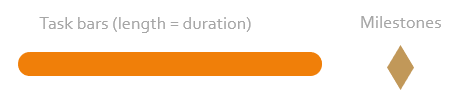 Task bars (length = duration)
Milestones